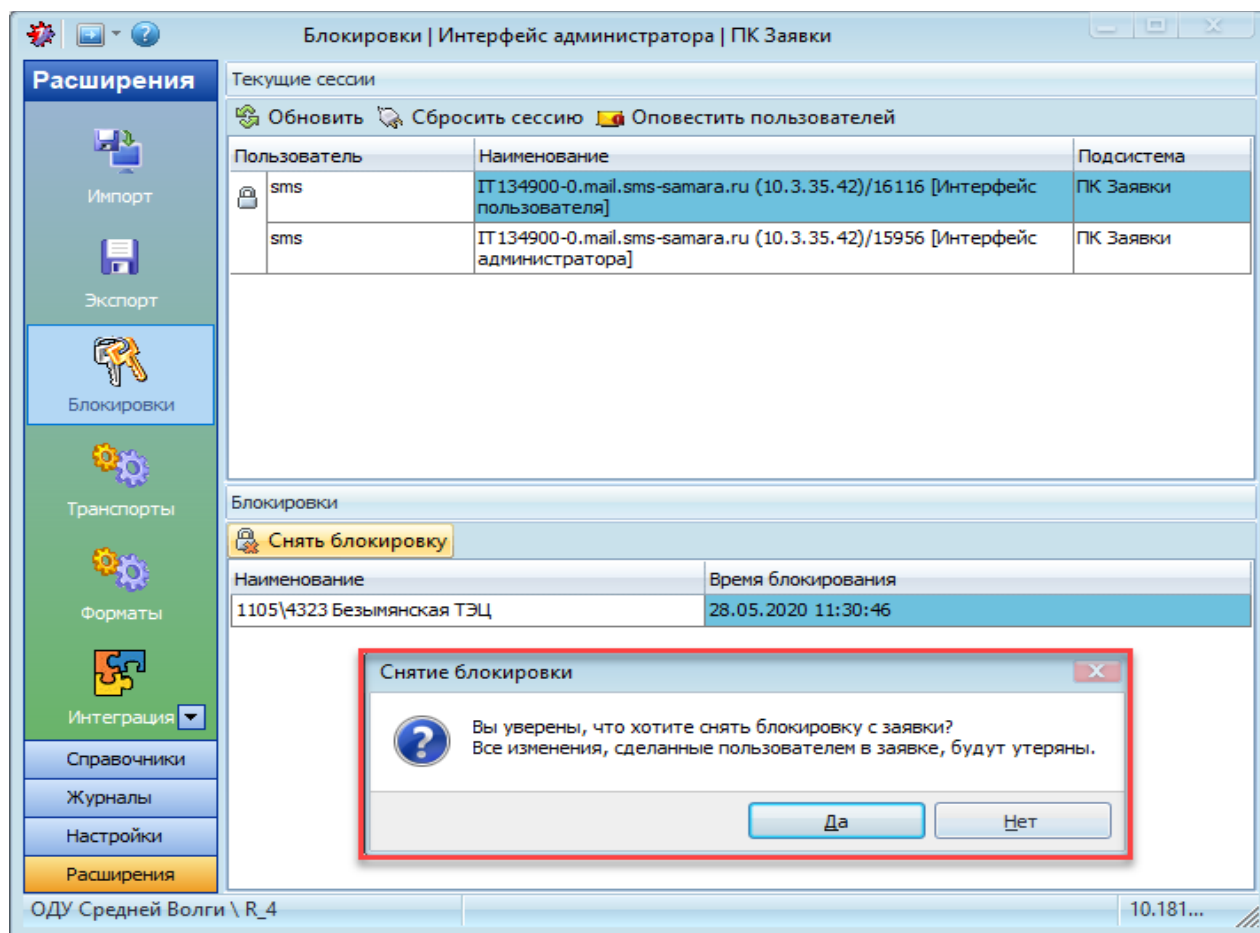 Блокировки | Интерфейс администратора | ПК Заявки
Расширения
Импорт
Экспорт
Блокировки
Транспорты
Форматы
Интеграция
Справочники
Журналы
Настройки
Расширения
Текущие сессии
Обновить Сбросить сессию Оповестить пользователей
Пользователь Наименование Подсистема
sms IT134900-0.mail.sms-samara.ru (10.3.35.42)/16116 [Интерфейс ПК Заявки
пользователя]
sms IT134900-0.mail.sms-samara.ru (10.3.35.42)/15956 [Интерфейс ПК Заявки
администратора]
Блокировки
Снять блокировку
Наименование Время блокирования
1105\4323 Безымянская ТЭЦ 28.05.2020 11:30:46
Снятие блокировки
Вы уверены, что хотите снять блокировку с заявки?
Все изменения, сделанные пользователем в заявке, будут утеряны.
Да Нет
ОДУ Средней Волги \ R_4 10.181...